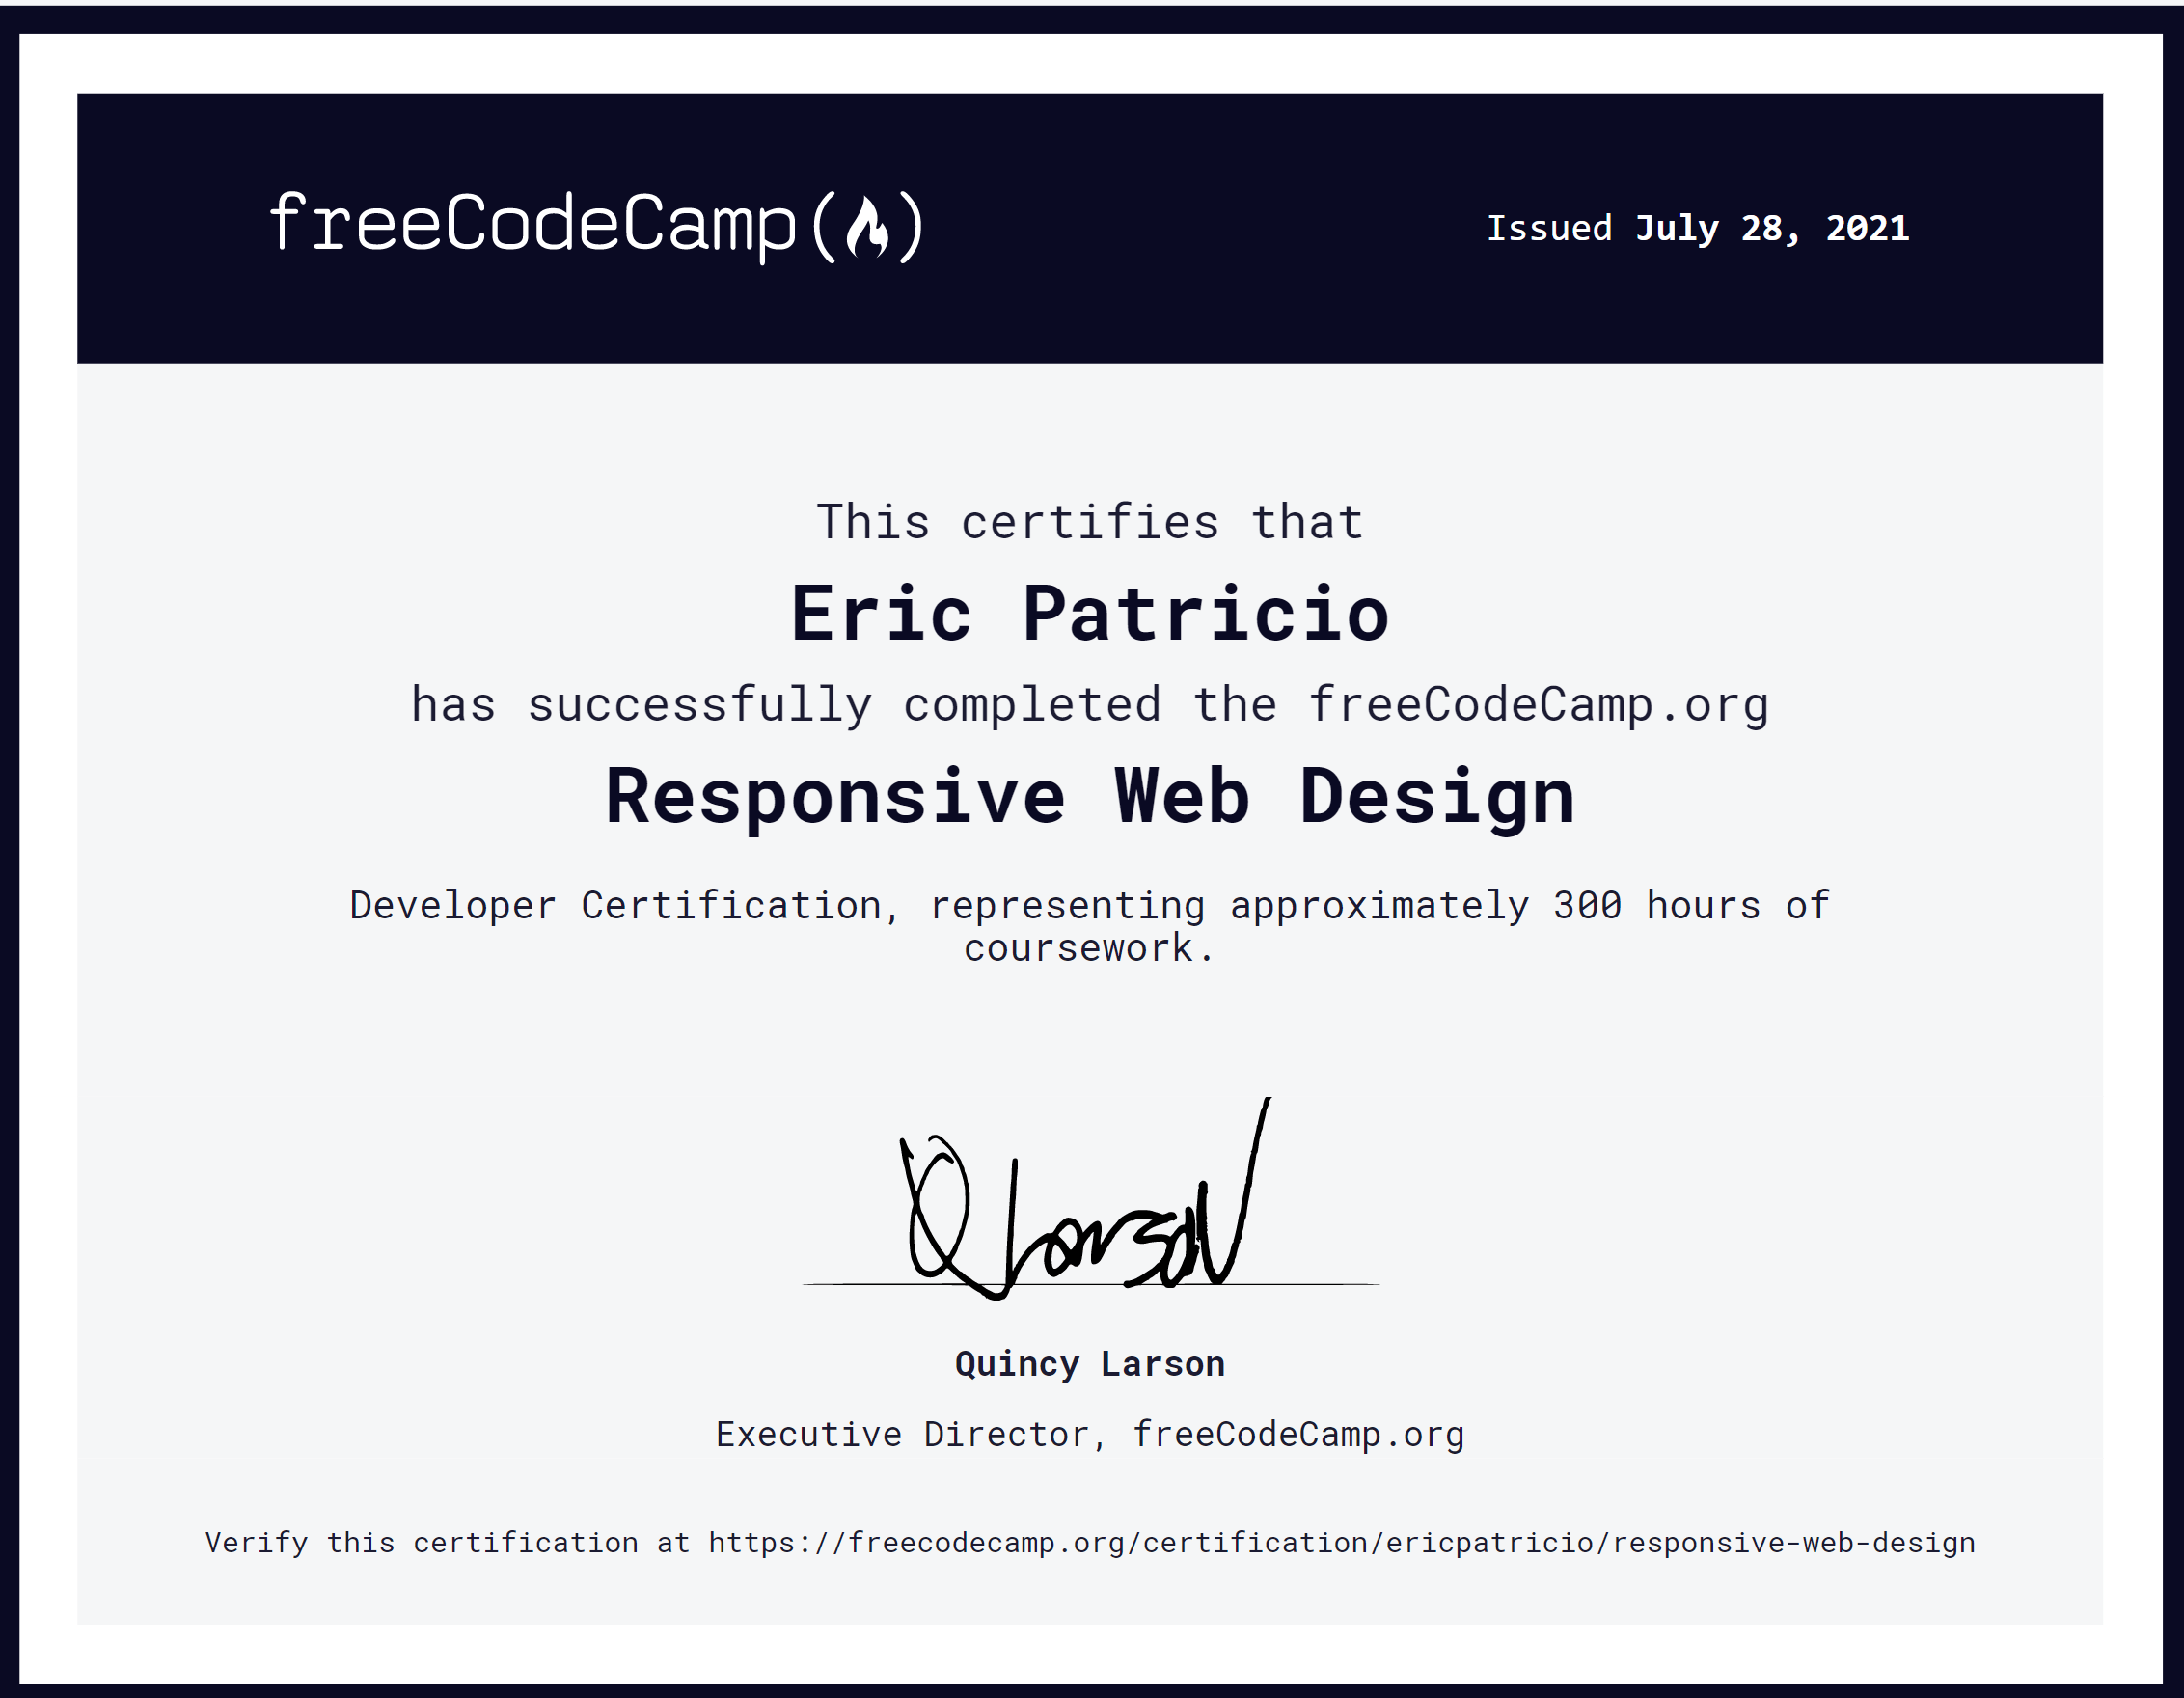 freeCodeCamp(🔥)
Issued July 28, 2021
This certifies that
Eric Patricio
has successfully completed the freeCodeCamp.org
Responsive Web Design
Developer Certification, representing approximately 300 hours of
coursework.
QLarson
Quincy Larson
Executive Director, freeCodeCamp.org
Verify this certification at https://freecodecamp.org/certification/ericpatricio/responsive-web-design